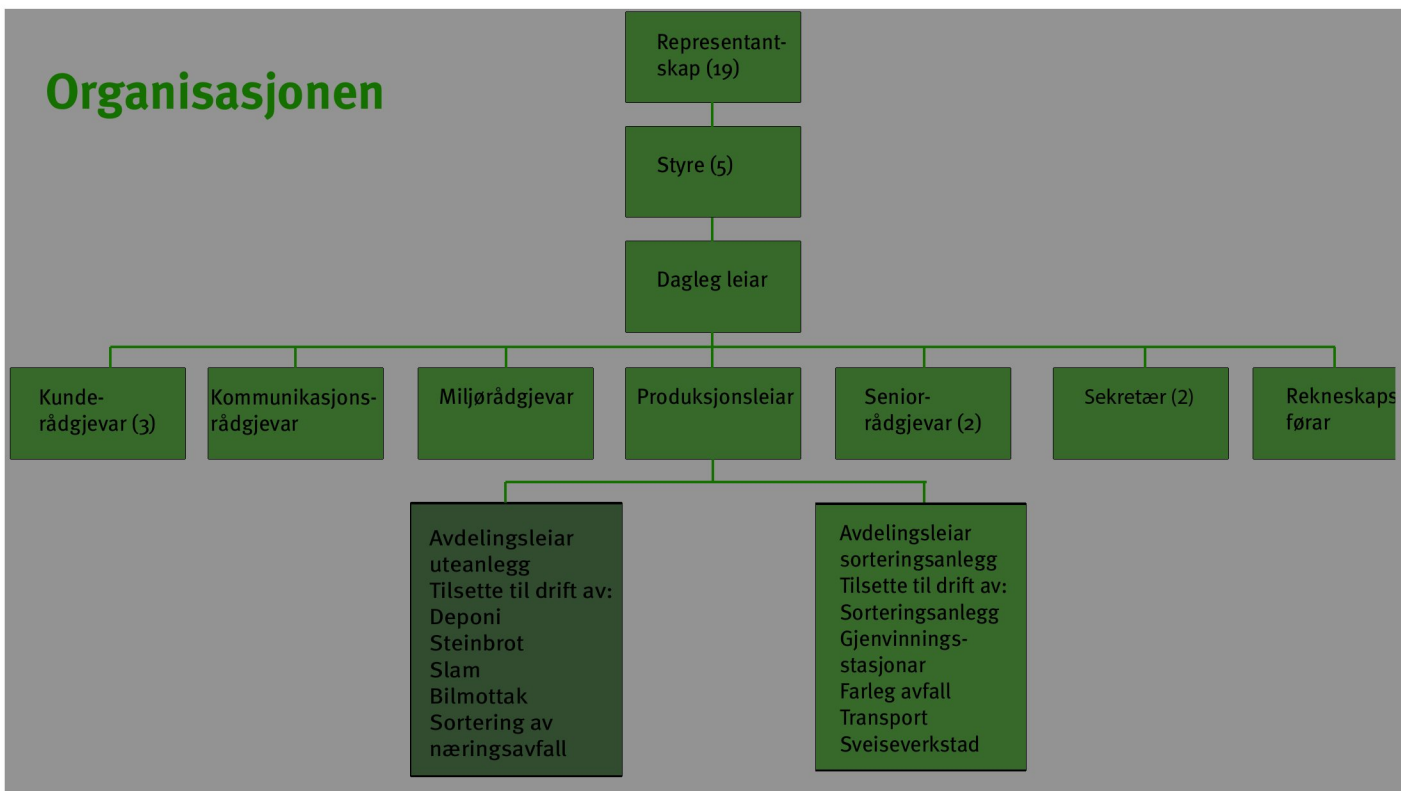 Organisasjonen
Representant-
skap (19)
Styre (5)
Dagleg leiar
Kunde-
rådgjevar (3)
Kommunikasjons-
rådgjevar
Miljørådgjevar
Produksjonsleiar
Senior-
rådgjevar (2)
Sekretær (2)
Rekneskaps
førar
Avdelingsleiar
uteanlegg
Tilsette til drift av:
Deponi
Steinbrot
Slam
Bilmottak
Sortering av
næringsavfall
Avdelingsleiar
sorteringsanlegg
Tilsette til drift av:
Sorteringsanlegg
Gjenvinnings-
stasjonar
Farleg avfall
Transport
Sveiseverkstad